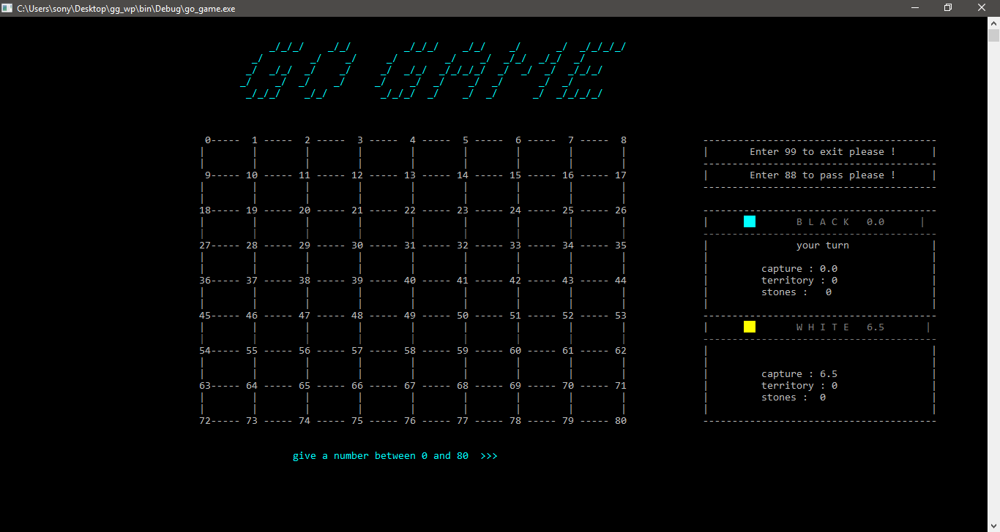 C:\Users\sony\Desktop\gg_wp\bin\Debug\go_game.exe
GO GAME
0----- 1 ----- 2 ----- 3 ----- 4 ----- 5 ----- 6 ----- 7 ----- 8
9----- 10 ----- 11 ----- 12 ----- 13 ----- 14 ----- 15 ----- 16 ----- 17
18----- 19 ----- 20 ----- 21 ----- 22 ----- 23 ----- 24 ----- 25 ----- 26
27----- 28 ----- 29 ----- 30 ----- 31 ----- 32 ----- 33 ----- 34 ----- 35
36----- 37 ----- 38 ----- 39 ----- 40 ----- 41 ----- 42 ----- 43 ----- 44
45----- 46 ----- 47 ----- 48 ----- 49 ----- 50 ----- 51 ----- 52 ----- 53
54----- 55 ----- 56 ----- 57 ----- 58 ----- 59 ----- 60 ----- 61 ----- 62
63----- 64 ----- 65 ----- 66 ----- 67 ----- 68 ----- 69 ----- 70 ----- 71
72----- 73 ----- 74 ----- 75 ----- 76 ----- 77 ----- 78 ----- 79 ----- 80
Enter 99 to exit please !
Enter 88 to pass please !
B L A C K 0.0
your turn
capture : 0.0
territory : 0
stones : 0
W H I T E 6.5
capture : 6.5
territory : 0
stones : 0
give a number between 0 and 80 >>>